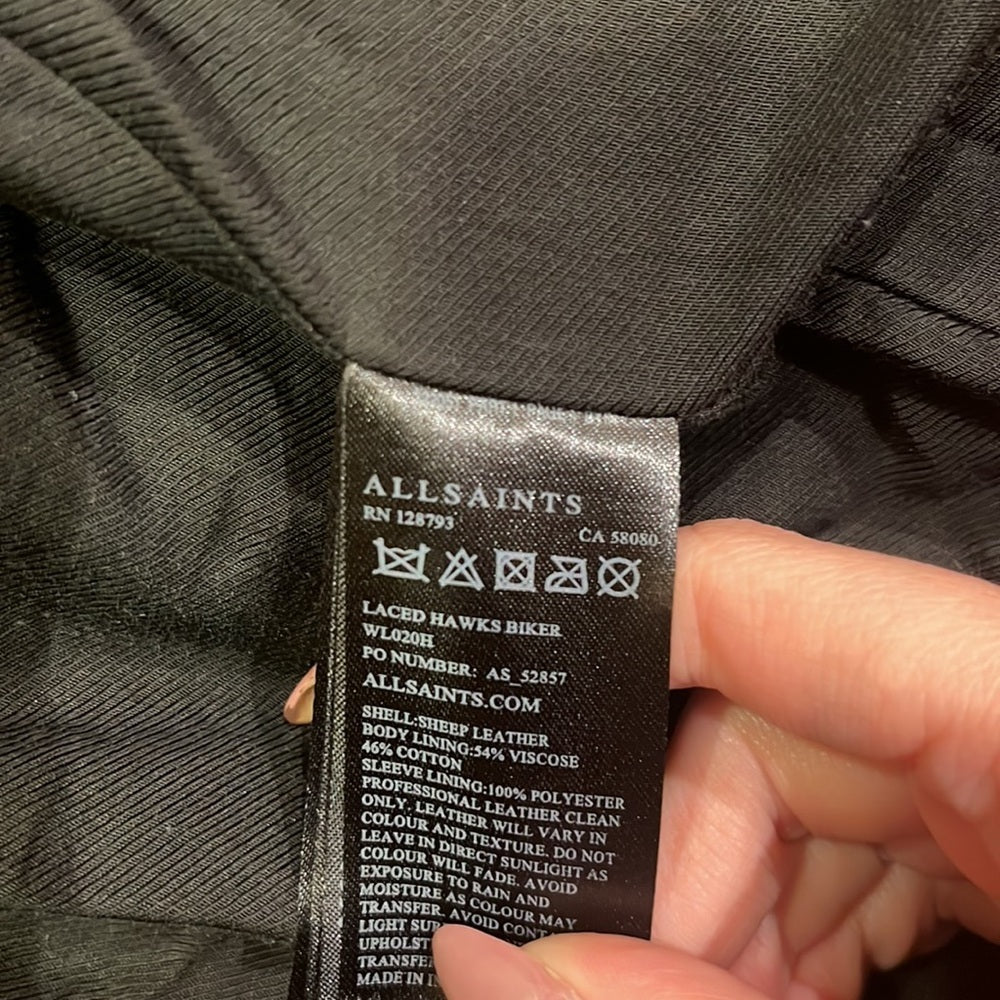 ALLSAINTS
RN 128793
CA 58080
LACED HAWKS BIKER
WL020H
PO NUMBER: AS_52857
ALLSAINTS.COM
SHELL:SHEEP LEATHER
BODY LINING:54% VISCOSE
46% COTTON
SLEEVE LINING:100% POLYESTER
PROFESSIONAL LEATHER CLEAN
ONLY. LEATHER WILL VARY IN
COLOUR AND TEXTURE. DO NOT
LEAVE IN DIRECT SUNLIGHT AS
COLOUR WILL FADE. AVOID
EXPOSURE TO RAIN AND
MOISTURE AS COLOUR MAY
TRANSFER. AVOID
LIGHT
MADE IN